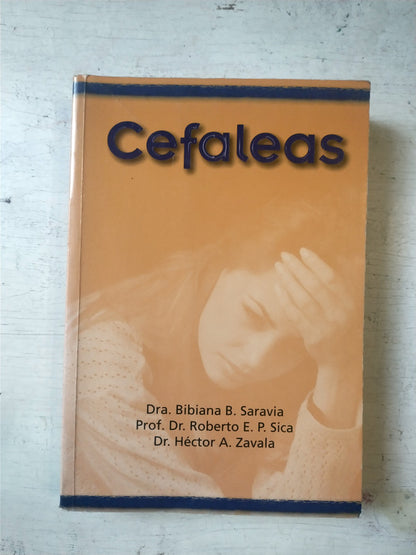 Cefaleas
Dra. Bibiana B. Saravia
Prof. Dr. Roberto E. P. Sica
Dr. Héctor A. Zavala